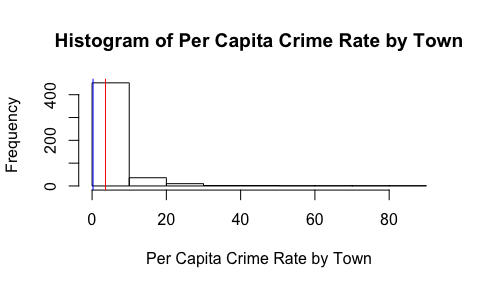 Histogram of Per Capita Crime Rate by Town
Frequency
400
200
0
0 20 40 60 80
Per Capita Crime Rate by Town